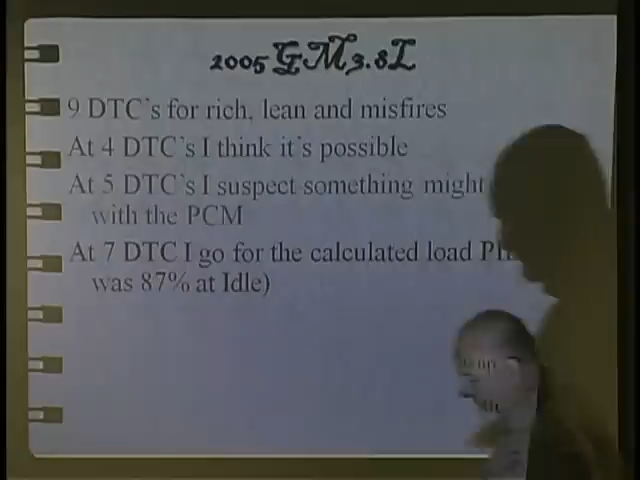 2005 GM 3.8L
9 DTC's for rich, lean and misfires
At 4 DTC's I think it's possible
At 5 DTC's I suspect something might
with the PCM
At 7 DTC I go for the calculated load
was 87% at Idle)